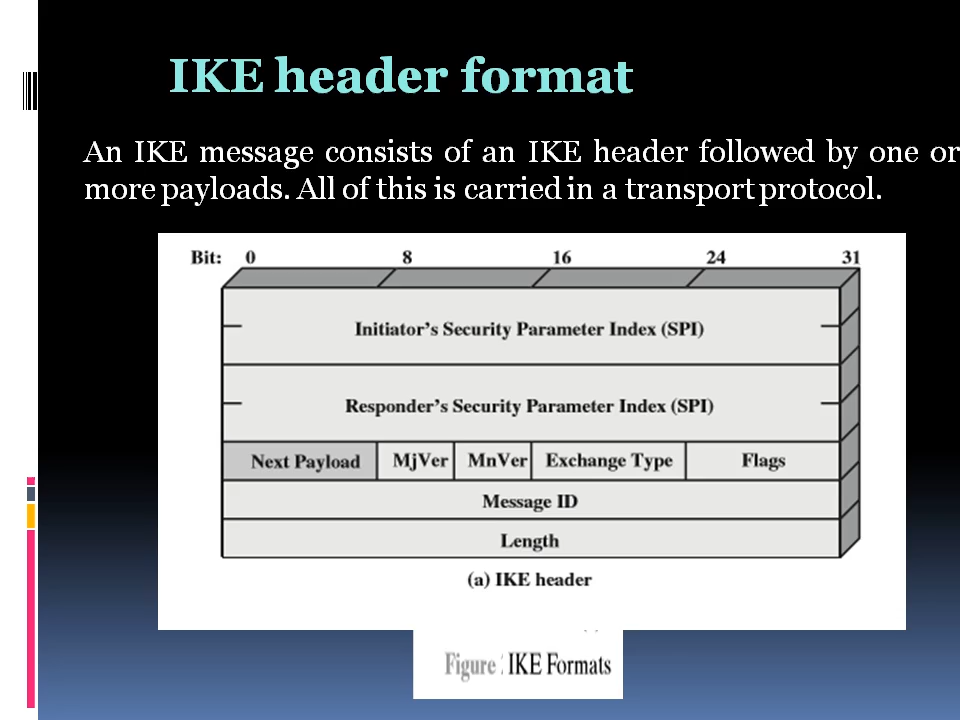 IKE header format
An IKE message consists of an IKE header followed by one or
more payloads. All of this is carried in a transport protocol.
Bit: 0 8 16 24 31
Initiator's Security Parameter Index (SPI)
Responder's Security Parameter Index (SPI)
Next Payload MjVer MnVer Exchange Type Flags
Message ID
Length
(a) IKE header
Figure IKE Formats